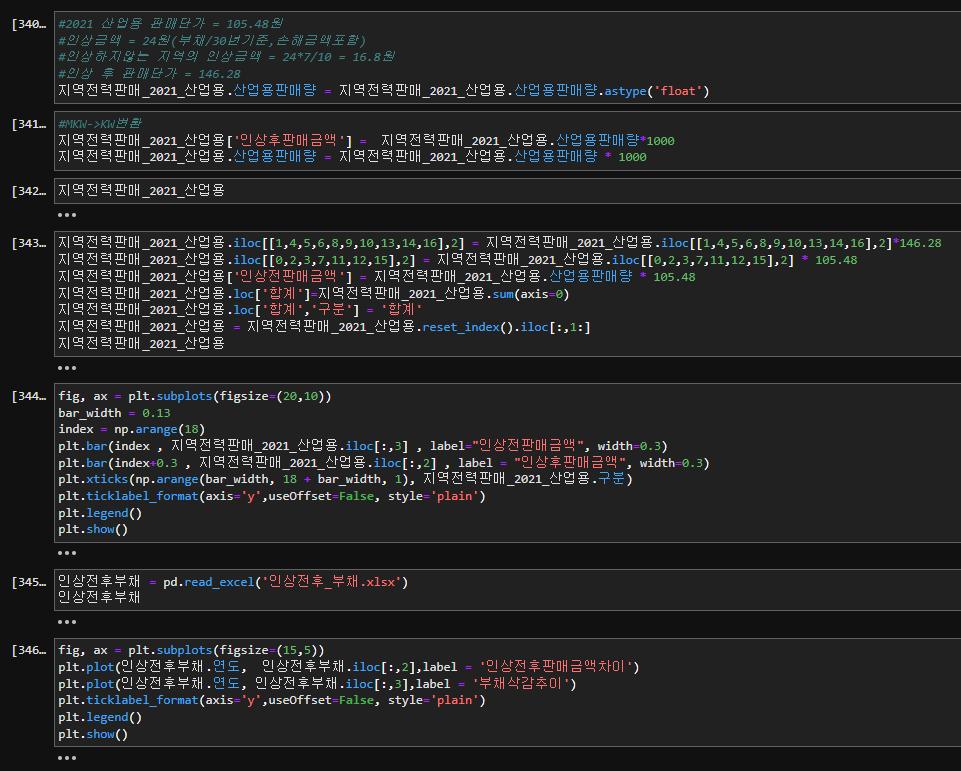 [340…
#2021 산업용 판매단가 = 105.48원
#인상금액 = 24원(부채/30년기준,손해금액포함)
#인상하지않는 지역의 인상금액 = 24*7/10 = 16.8원
#인상 후 판매단가 = 146.28
지역전력판매_2021_산업용.산업용판매량 = 지역전력판매_2021_산업용.산업용판매량.astype('float')
[341…
#MKW->KW변환
지역전력판매_2021_산업용['인상후판매금액'] =  지역전력판매_2021_산업용.산업용판매량*1000
지역전력판매_2021_산업용.산업용판매량 = 지역전력판매_2021_산업용.산업용판매량 * 1000
[342…
지역전력판매_2021_산업용
•••
[343…
지역전력판매_2021_산업용.iloc[[1,4,5,6,8,9,10,13,14,16],2] = 지역전력판매_2021_산업용.iloc[[1,4,5,6,8,9,10,13,14,16],2]*146.28
지역전력판매_2021_산업용.iloc[[0,2,3,7,11,12,15],2] = 지역전력판매_2021_산업용.iloc[[0,2,3,7,11,12,15],2] * 105.48
지역전력판매_2021_산업용['인상전판매금액'] = 지역전력판매_2021_산업용.산업용판매량 * 105.48
지역전력판매_2021_산업용.loc['합계']=지역전력판매_2021_산업용.sum(axis=0)
지역전력판매_2021_산업용.loc['합계','구분'] = '합계'
지역전력판매_2021_산업용 = 지역전력판매_2021_산업용.reset_index().iloc[:,1:]
지역전력판매_2021_산업용
•••
[344…
fig, ax = plt.subplots(figsize=(20,10))
bar_width = 0.13
index = np.arange(18)
plt.bar(index , 지역전력판매_2021_산업용.iloc[:,3] , label="인상전판매금액", width=0.3)
plt.bar(index+0.3 , 지역전력판매_2021_산업용.iloc[:,2] , label = "인상후판매금액", width=0.3)
plt.xticks(np.arange(bar_width, 18 + bar_width, 1), 지역전력판매_2021_산업용.구분)
plt.ticklabel_format(axis='y',useOffset=False, style='plain')
plt.legend()
plt.show()
•••
[345…
인상전후부채 = pd.read_excel('인상전후_부채.xlsx')
인상전후부채
•••
[346…
fig, ax = plt.subplots(figsize=(15,5))
plt.plot(인상전후부채.연도,  인상전후부채.iloc[:,2],label = '인상전후판매금액차이')
plt.plot(인상전후부채.연도, 인상전후부채.iloc[:,3],label = '부채삭감추이')
plt.ticklabel_format(axis='y',useOffset=False, style='plain')
plt.legend()
plt.show()
•••